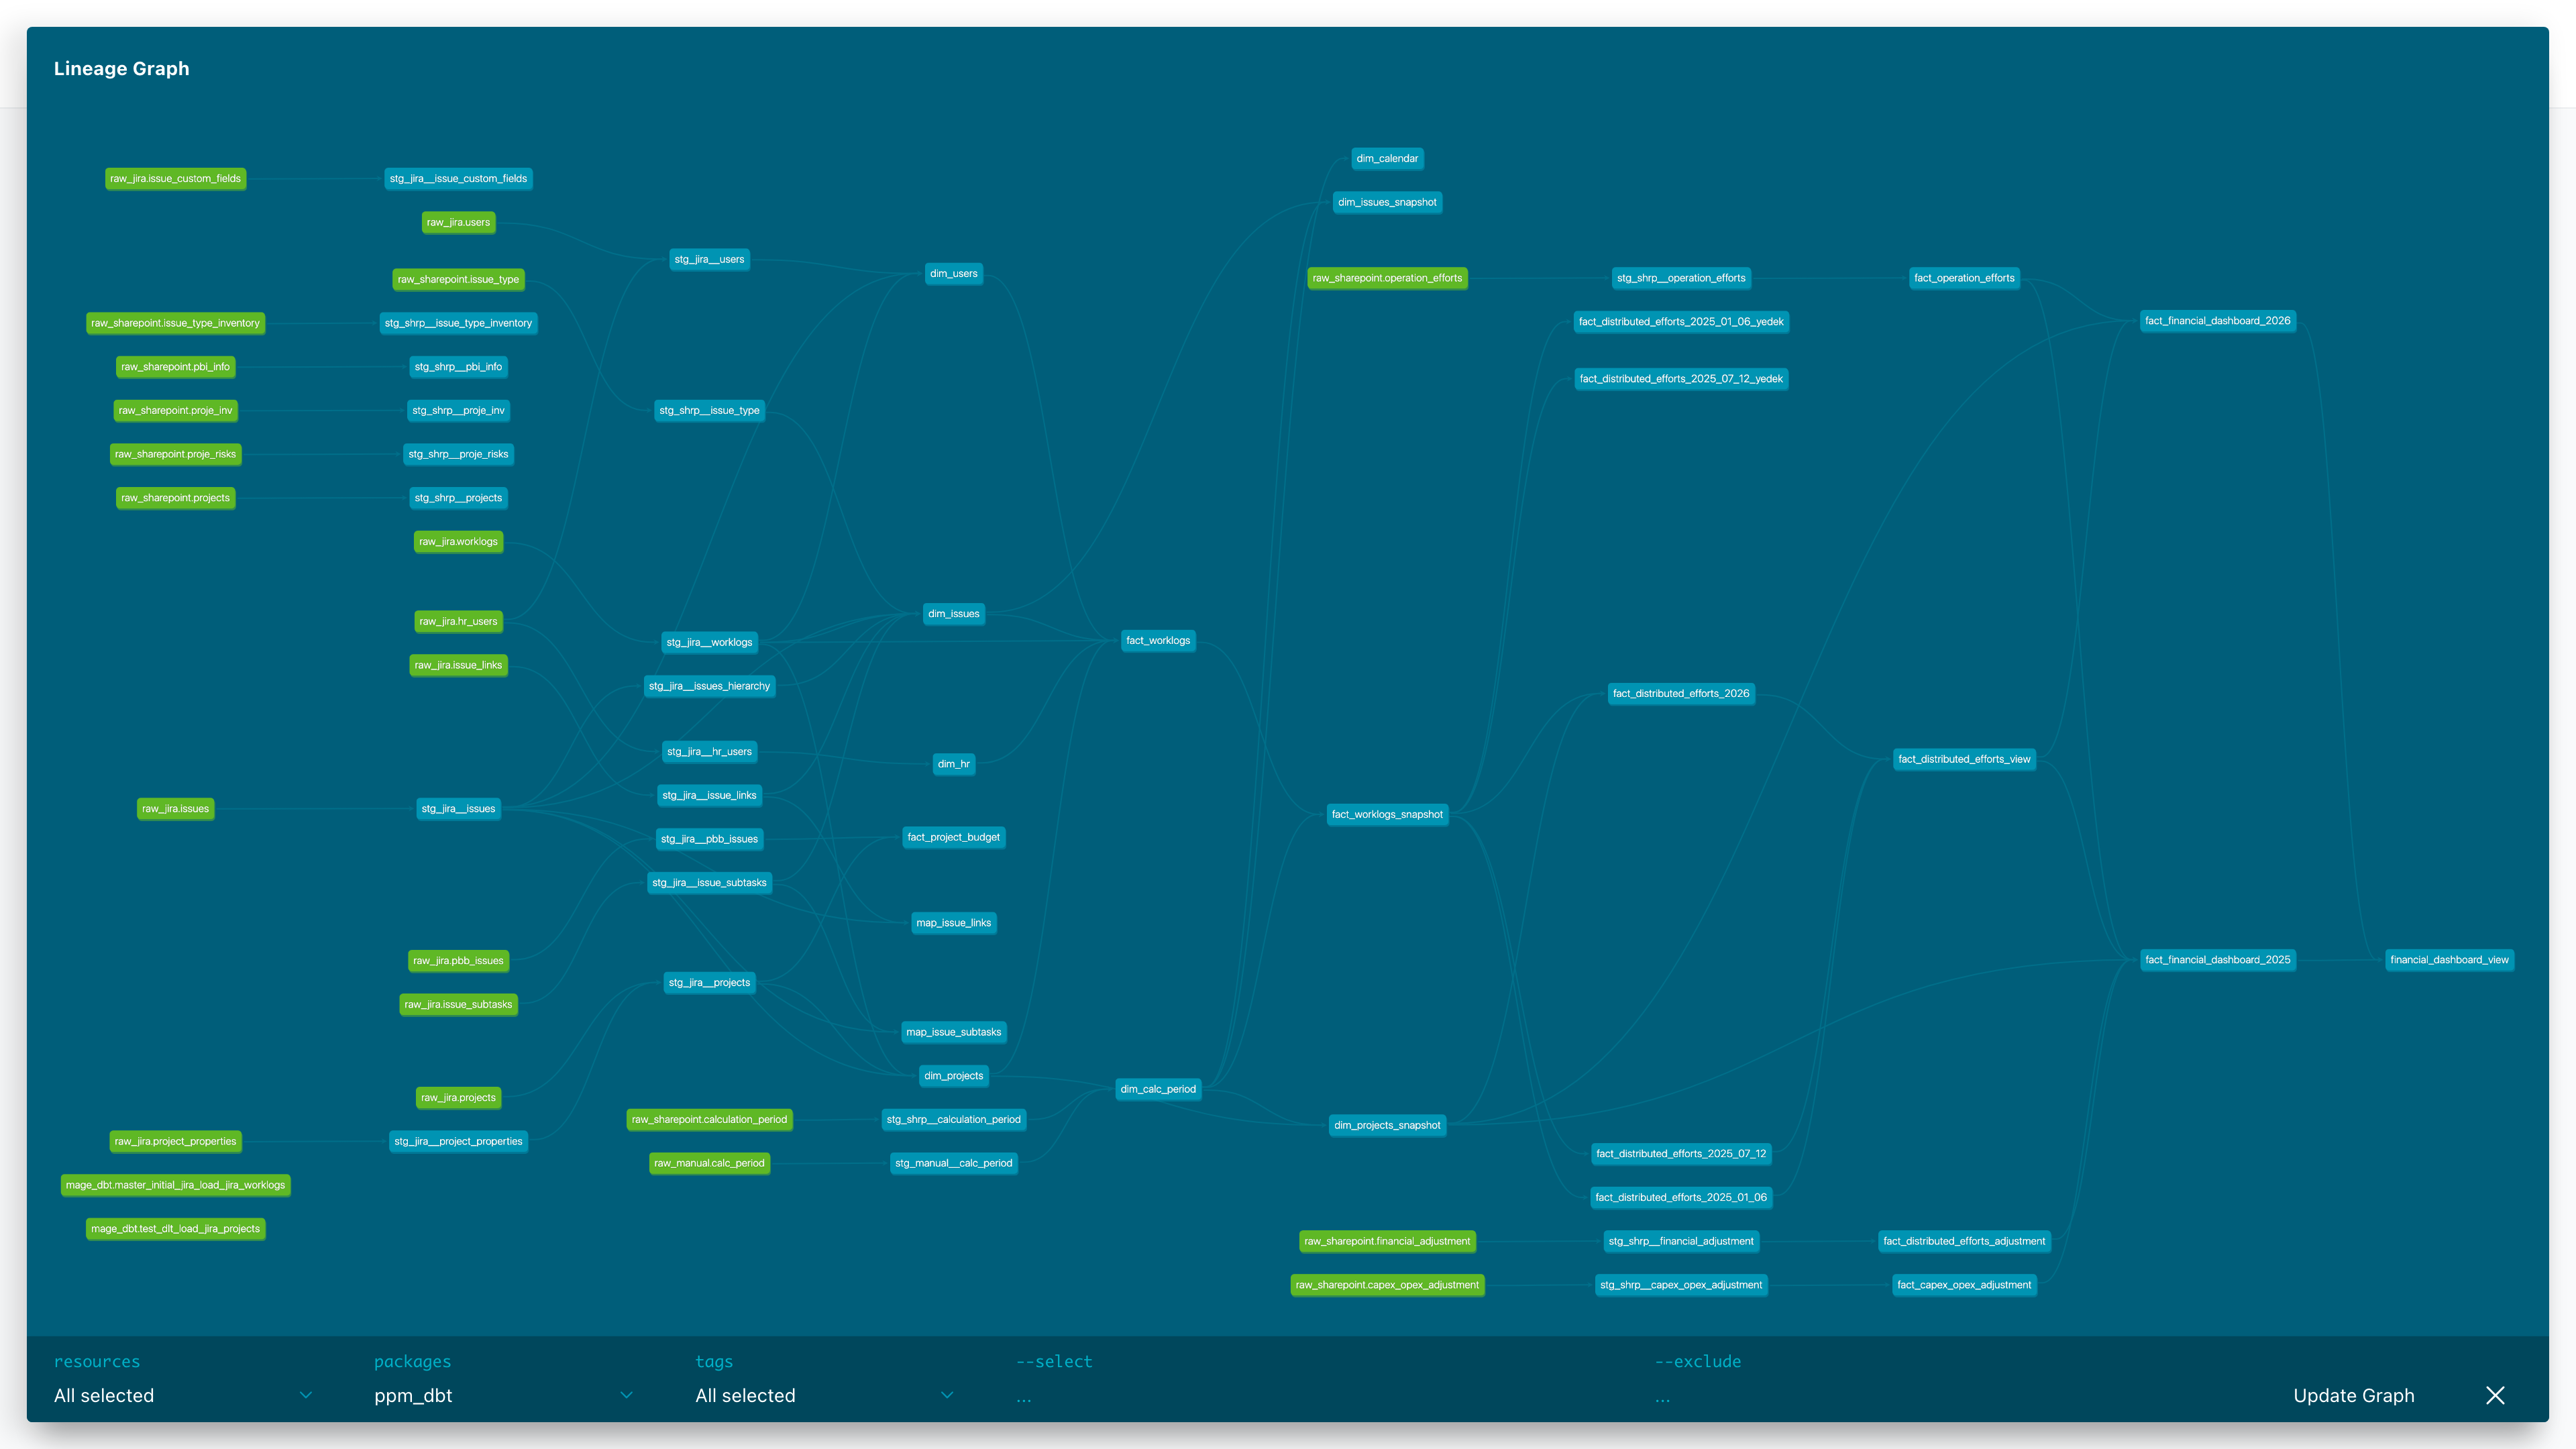 Lineage Graph
dim_calendar
raw_jira.issue_custom_fields
stg_jira__issue_custom_fields
dim_issues_snapshot
raw_jira.users
stg_jira__users
dim_users
raw_sharepoint.issue_type
raw_sharepoint.operation_efforts
stg_shrp__operation_efforts
fact_operation_efforts
raw_sharepoint.issue_type_inventory
stg_shrp__issue_type_inventory
fact_distributed_efforts_2025_01_06_yedek
fact_financial_dashboard_2026
raw_sharepoint.pbi_info
stg_shrp__pbi_info
fact_distributed_efforts_2025_07_12_yedek
raw_sharepoint.proje_inv
stg_shrp__proje_inv
stg_shrp__issue_type
raw_sharepoint.proje_risks
stg_shrp__proje_risks
raw_sharepoint.projects
stg_shrp__projects
raw_jira.worklogs
raw_jira.hr_users
dim_issues
stg_jira__worklogs
fact_worklogs
raw_jira.issue_links
stg_jira__issues_hierarchy
fact_distributed_efforts_2026
stg_jira__hr_users
dim_hr
fact_distributed_efforts_view
stg_jira__issue_links
raw_jira.issues
stg_jira__issues
fact_worklogs_snapshot
stg_jira__pbb_issues
fact_project_budget
stg_jira__issue_subtasks
map_issue_links
raw_jira.pbb_issues
fact_financial_dashboard_2025
financial_dashboard_view
stg_jira__projects
raw_jira.issue_subtasks
map_issue_subtasks
dim_projects
dim_calc_period
raw_jira.projects
raw_sharepoint.calculation_period
stg_shrp__calculation_period
dim_projects_snapshot
raw_jira.project_properties
stg_jira__project_properties
fact_distributed_efforts_2025_07_12
raw_manual.calc_period
stg_manual__calc_period
mage_dbt.master_initial_jira_load_jira_worklogs
fact_distributed_efforts_2025_01_06
mage_dbt.test_dlt_load_jira_projects
raw_sharepoint.financial_adjustment
stg_shrp__financial_adjustment
fact_distributed_efforts_adjustment
raw_sharepoint.capex_opex_adjustment
stg_shrp__capex_opex_adjustment
fact_capex_opex_adjustment
resources
packages
tags
--select
--exclude
All selected
ppm_dbt
All selected
...
...
Update Graph